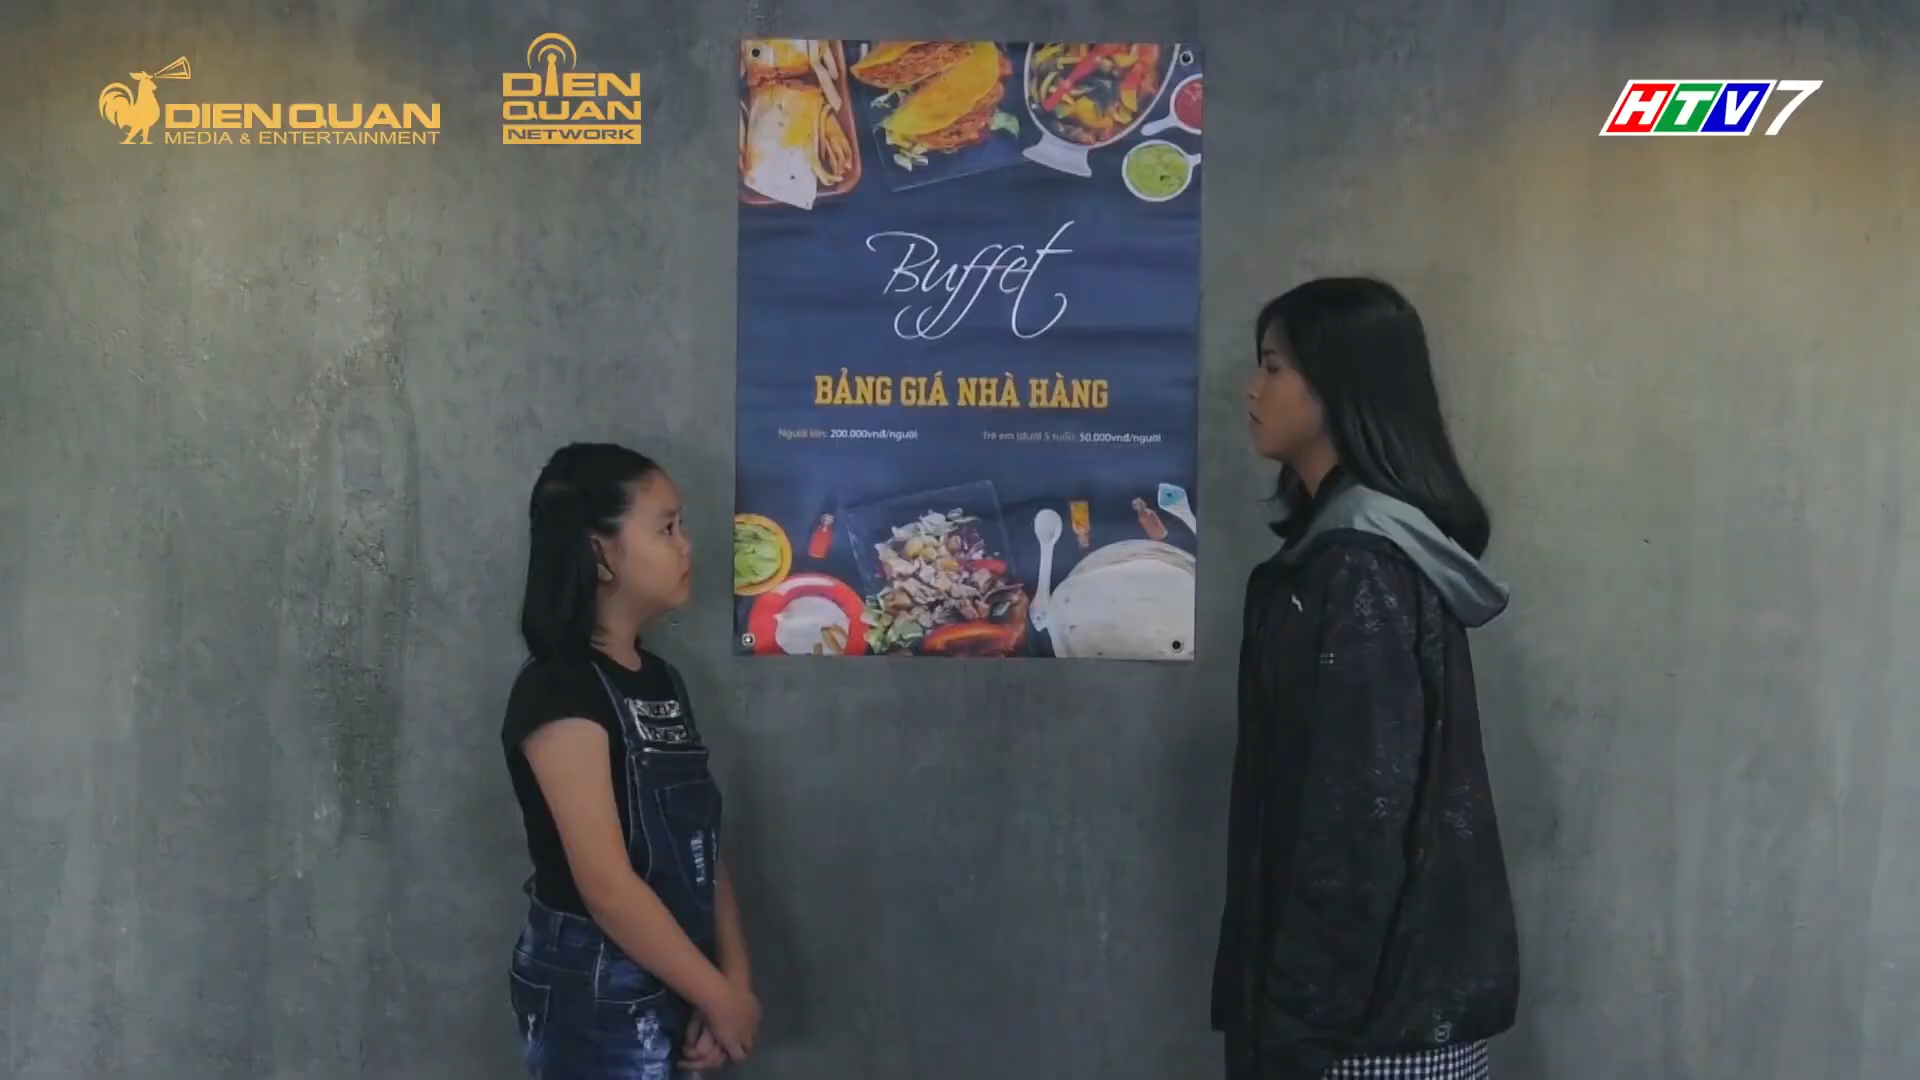 DIEN QUAN
MEDIA & ENTERTAINMENT
DIEN
QUAN
NETWORK
HTV7
Buffet
BẢNG GIÁ NHÀ HÀNG
Người lớn: 200.000vnđ/người
Trẻ em (dưới 5 tuổi): 50.000vnđ/người